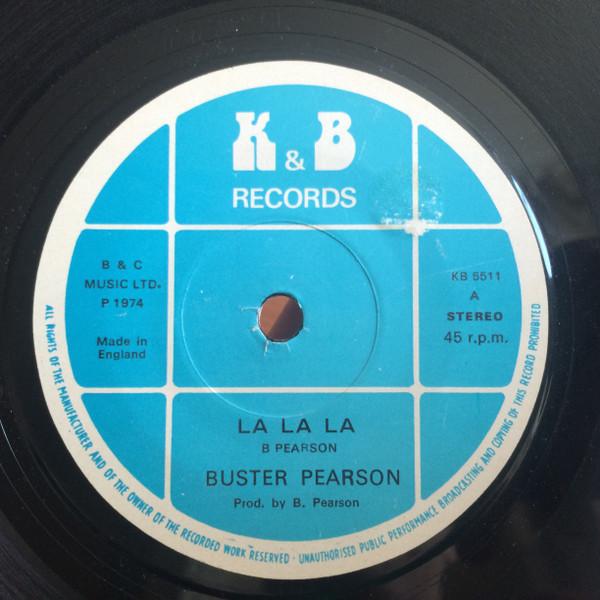 K & B
RECORDS
B & C
MUSIC LTD.
P 1974
Made in
England
KB 5511
A
STEREO
45 r.p.m.
LA LA LA
B PEARSON
BUSTER PEARSON
Prod. by B. Pearson
ALL RIGHTS OF THE MANUFACTURER AND OF THE OWNER OF THE RECORDED WORK RESERVED · UNAUTHORISED PUBLIC PERFORMANCE BROADCASTING AND COPYING OF THIS RECORD PROHIBITED